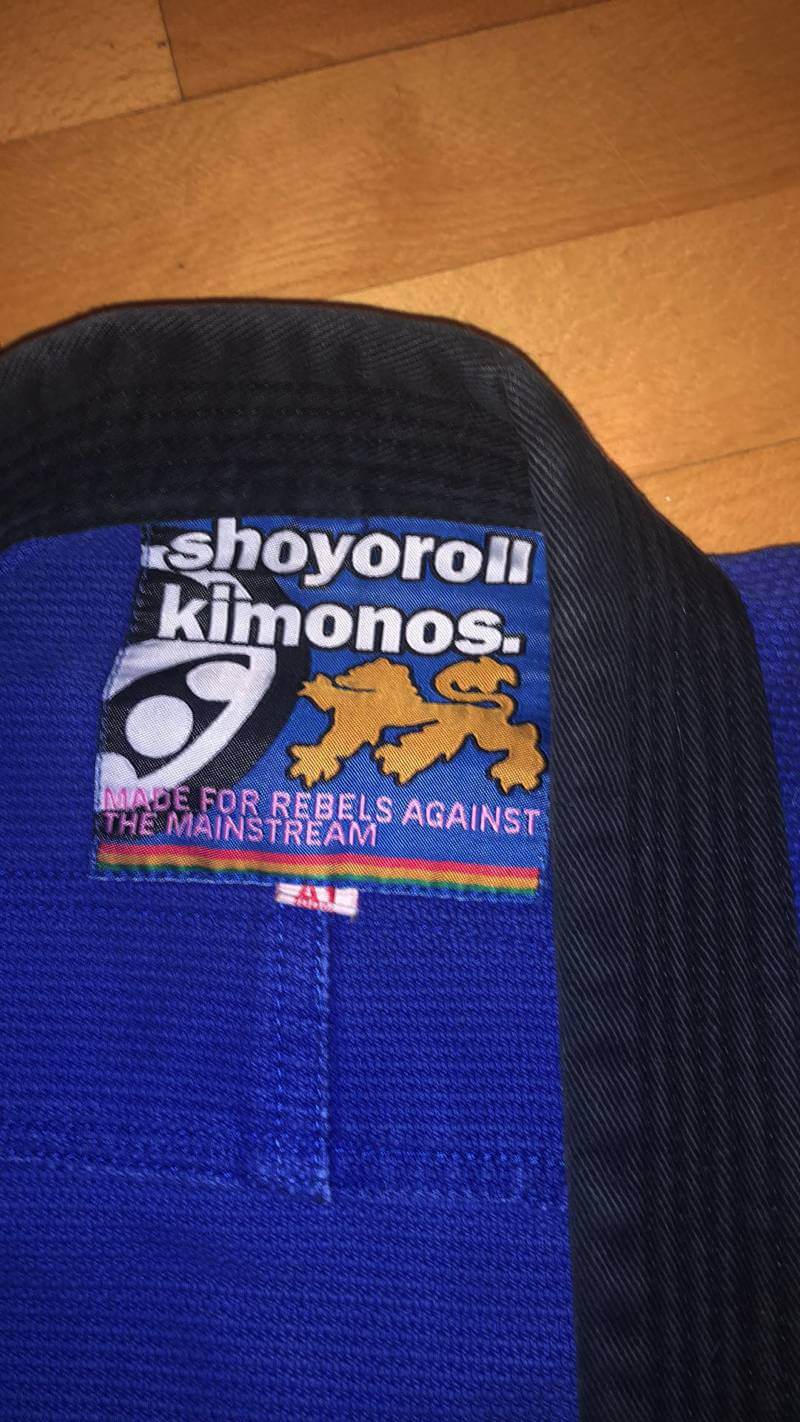 shoyoroll
kimonos.
MADE FOR REBELS AGAINST
THE MAINSTREAM
A1